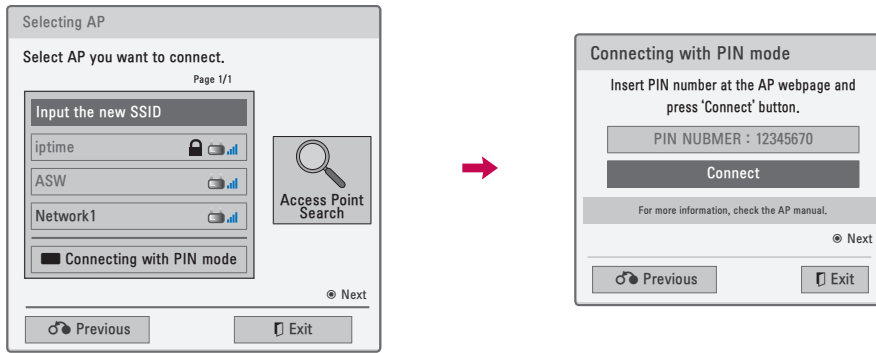 Selecting AP
Select AP you want to connect.
Page 1/1
Input the new SSID
iptime
ASW
Network1
Connecting with PIN mode
Access Point
Search
Next
Previous
Exit
Connecting with PIN mode
Insert PIN number at the AP webpage and
press 'Connect' button.
PIN NUBMER : 12345670
Connect
For more information, check the AP manual.
Next
Previous
Exit